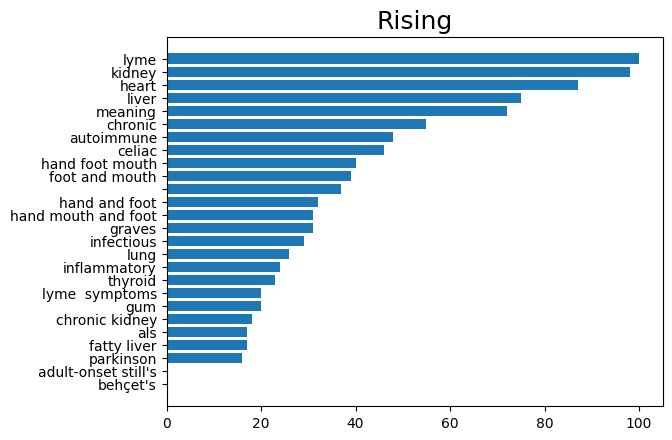 Rising
lyme
kidney
heart
liver
meaning
chronic
autoimmune
celiac
hand foot mouth
foot and mouth
hand and foot
hand mouth and foot
graves
infectious
lung
inflammatory
thyroid
lyme  symptoms
gum
chronic kidney
als
fatty liver
parkinson
adult-onset still's
behçet's
0 20 40 60 80 100